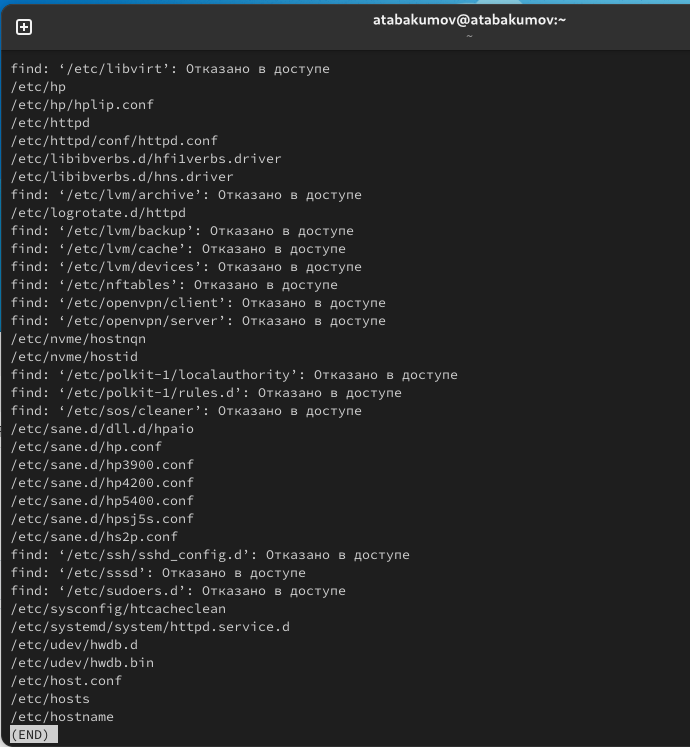 atabakumov@atabakumov:~
~
find: ‘/etc/libvirt’: Отказано в доступе
/etc/hp
/etc/hp/hplip.conf
/etc/httpd
/etc/httpd/conf/httpd.conf
/etc/libibverbs.d/hfi1verbs.driver
/etc/libibverbs.d/hns.driver
find: ‘/etc/lvm/archive’: Отказано в доступе
/etc/logrotate.d/httpd
find: ‘/etc/lvm/backup’: Отказано в доступе
find: ‘/etc/lvm/cache’: Отказано в доступе
find: ‘/etc/lvm/devices’: Отказано в доступе
find: ‘/etc/nftables’: Отказано в доступе
find: ‘/etc/openvpn/client’: Отказано в доступе
find: ‘/etc/openvpn/server’: Отказано в доступе
/etc/nvme/hostnqn
/etc/nvme/hostid
find: ‘/etc/polkit-1/localauthority’: Отказано в доступе
find: ‘/etc/polkit-1/rules.d’: Отказано в доступе
find: ‘/etc/sos/cleaner’: Отказано в доступе
/etc/sane.d/dll.d/hpaio
/etc/sane.d/hp.conf
/etc/sane.d/hp3900.conf
/etc/sane.d/hp4200.conf
/etc/sane.d/hp5400.conf
/etc/sane.d/hpsj5s.conf
/etc/sane.d/hs2p.conf
find: ‘/etc/ssh/sshd_config.d’: Отказано в доступе
find: ‘/etc/sssd’: Отказано в доступе
find: ‘/etc/sudoers.d’: Отказано в доступе
/etc/sysconfig/htcacheclean
/etc/systemd/system/httpd.service.d
/etc/udev/hwdb.d
/etc/udev/hwdb.bin
/etc/host.conf
/etc/hosts
/etc/hostname
(END)